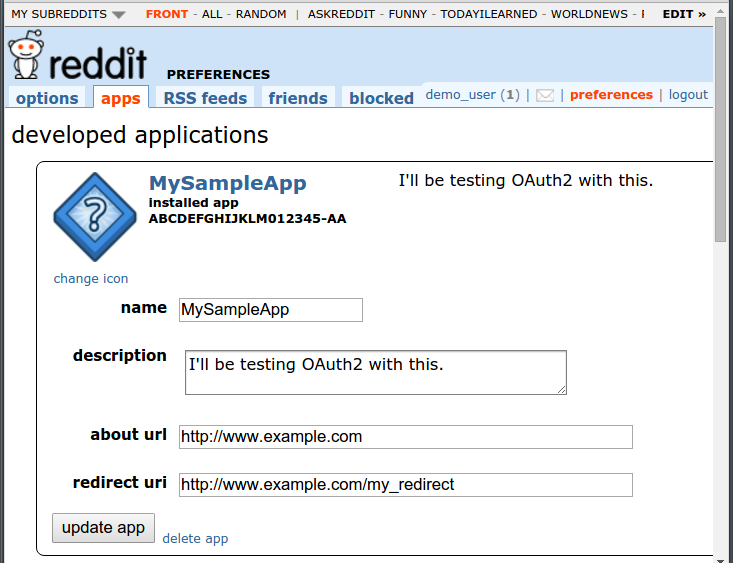 MY SUBREDDITS FRONT - ALL - RANDOM | ASKREDDIT - FUNNY - TODAYILEARNED - WORLDNEWS - EDIT »
reddit PREFERENCES
options apps RSS feeds friends blocked demo_user (1) | | preferences | logout
developed applications
MySampleApp I'll be testing OAuth2 with this.
installed app
ABCDEFGHIJKLM012345-AA
?
change icon
name MySampleApp
description I'll be testing OAuth2 with this.
about url http://www.example.com
redirect uri http://www.example.com/my_redirect
update app delete app